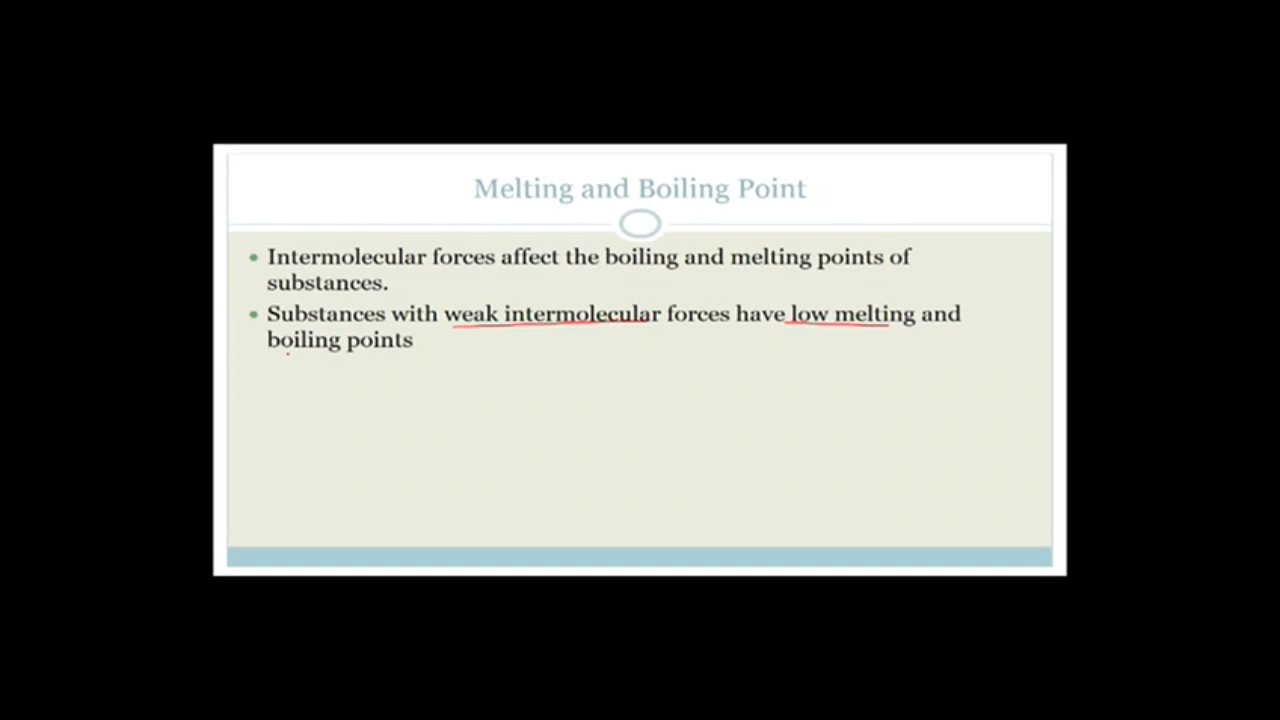 Melting and Boiling Point
• Intermolecular forces affect the boiling and melting points of
substances.
• Substances with weak intermolecular forces have low melting and
boiling points